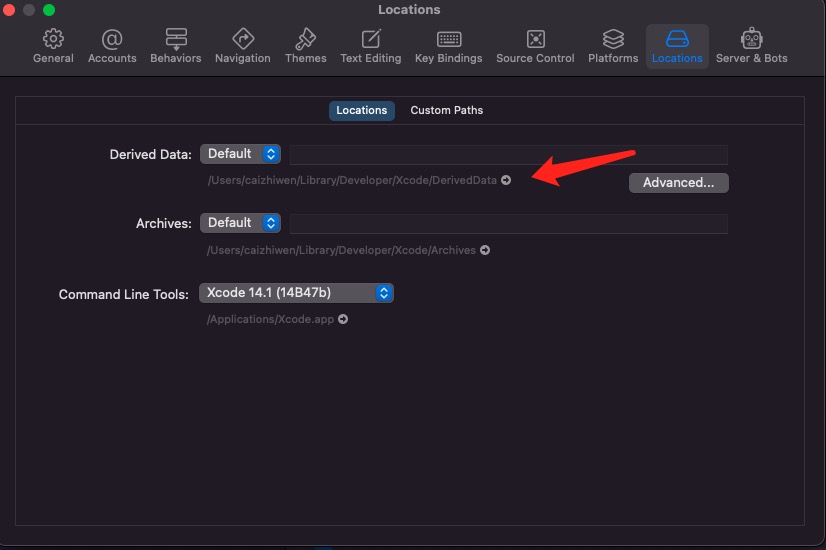 Locations
General Accounts Behaviors Navigation Themes Text Editing Key Bindings Source Control Platforms Locations Server & Bots
Locations Custom Paths
Derived Data: Default
/Users/caizhiwen/Library/Developer/Xcode/DerivedData
Advanced...
Archives: Default
/Users/caizhiwen/Library/Developer/Xcode/Archives
Command Line Tools: Xcode 14.1 (14B47b)
/Applications/Xcode.app